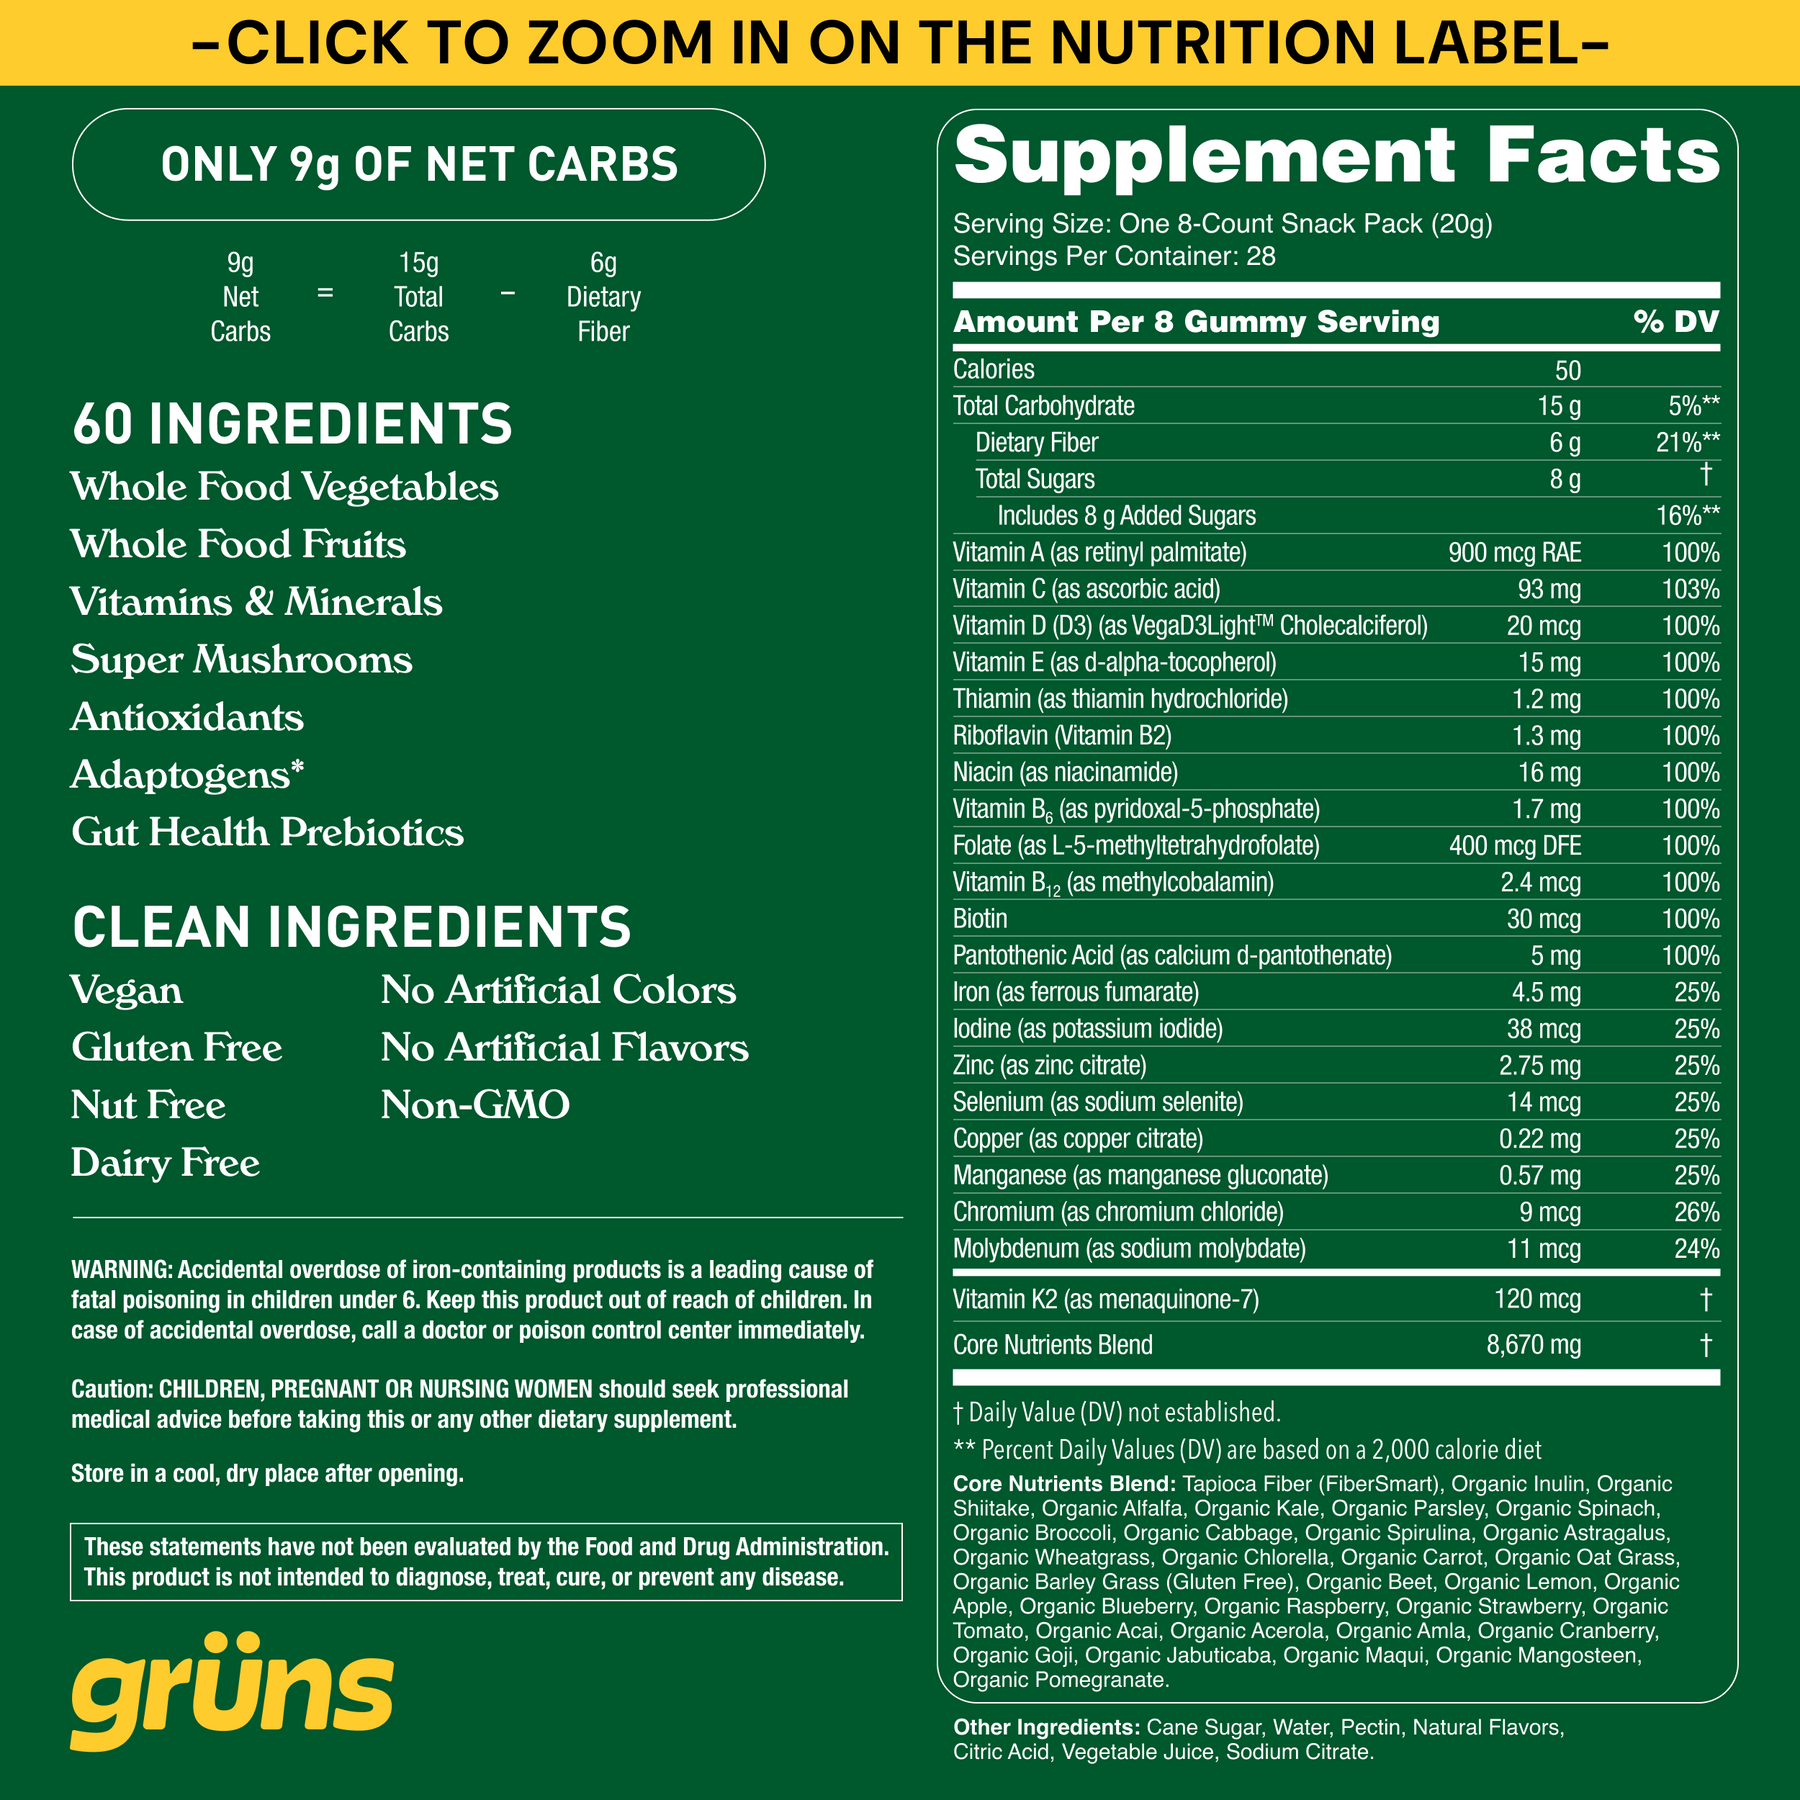 –CLICK TO ZOOM IN ON THE NUTRITION LABEL–
ONLY 9g OF NET CARBS
9g Net Carbs = 15g Total Carbs – 6g Dietary Fiber
60 INGREDIENTS
Whole Food Vegetables
Whole Food Fruits
Vitamins & Minerals
Super Mushrooms
Antioxidants
Adaptogens*
Gut Health Prebiotics
CLEAN INGREDIENTS
Vegan
Gluten Free
Nut Free
Dairy Free
No Artificial Colors
No Artificial Flavors
Non-GMO
WARNING: Accidental overdose of iron-containing products is a leading cause of
fatal poisoning in children under 6. Keep this product out of reach of children. In
case of accidental overdose, call a doctor or poison control center immediately.
Caution: CHILDREN, PREGNANT OR NURSING WOMEN should seek professional
medical advice before taking this or any other dietary supplement.
Store in a cool, dry place after opening.
These statements have not been evaluated by the Food and Drug Administration.
This product is not intended to diagnose, treat, cure, or prevent any disease.
grüns
Supplement Facts
Serving Size: One 8-Count Snack Pack (20g)
Servings Per Container: 28
Amount Per 8 Gummy Serving % DV
Calories 50
Total Carbohydrate 15 g 5%**
Dietary Fiber 6 g 21%**
Total Sugars 8 g †
Includes 8 g Added Sugars 16%**
Vitamin A (as retinyl palmitate) 900 mcg RAE 100%
Vitamin C (as ascorbic acid) 93 mg 103%
Vitamin D (D3) (as VegaD3Light™ Cholecalciferol) 20 mcg 100%
Vitamin E (as d-alpha-tocopherol) 15 mg 100%
Thiamin (as thiamin hydrochloride) 1.2 mg 100%
Riboflavin (Vitamin B2) 1.3 mg 100%
Niacin (as niacinamide) 16 mg 100%
Vitamin B6 (as pyridoxal-5-phosphate) 1.7 mg 100%
Folate (as L-5-methyltetrahydrofolate) 400 mcg DFE 100%
Vitamin B12 (as methylcobalamin) 2.4 mcg 100%
Biotin 30 mcg 100%
Pantothenic Acid (as calcium d-pantothenate) 5 mg 100%
Iron (as ferrous fumarate) 4.5 mg 25%
Iodine (as potassium iodide) 38 mcg 25%
Zinc (as zinc citrate) 2.75 mg 25%
Selenium (as sodium selenite) 14 mcg 25%
Copper (as copper citrate) 0.22 mg 25%
Manganese (as manganese gluconate) 0.57 mg 25%
Chromium (as chromium chloride) 9 mcg 26%
Molybdenum (as sodium molybdate) 11 mcg 24%
Vitamin K2 (as menaquinone-7) 120 mcg †
Core Nutrients Blend 8,670 mg †
† Daily Value (DV) not established.
** Percent Daily Values (DV) are based on a 2,000 calorie diet
Core Nutrients Blend: Tapioca Fiber (FiberSmart), Organic Inulin, Organic
Shiitake, Organic Alfalfa, Organic Kale, Organic Parsley, Organic Spinach,
Organic Broccoli, Organic Cabbage, Organic Spirulina, Organic Astragalus,
Organic Wheatgrass, Organic Chlorella, Organic Carrot, Organic Oat Grass,
Organic Barley Grass (Gluten Free), Organic Beet, Organic Lemon, Organic
Apple, Organic Blueberry, Organic Raspberry, Organic Strawberry, Organic
Tomato, Organic Acai, Organic Acerola, Organic Amla, Organic Cranberry,
Organic Goji, Organic Jabuticaba, Organic Maqui, Organic Mangosteen,
Organic Pomegranate.
Other Ingredients: Cane Sugar, Water, Pectin, Natural Flavors,
Citric Acid, Vegetable Juice, Sodium Citrate.